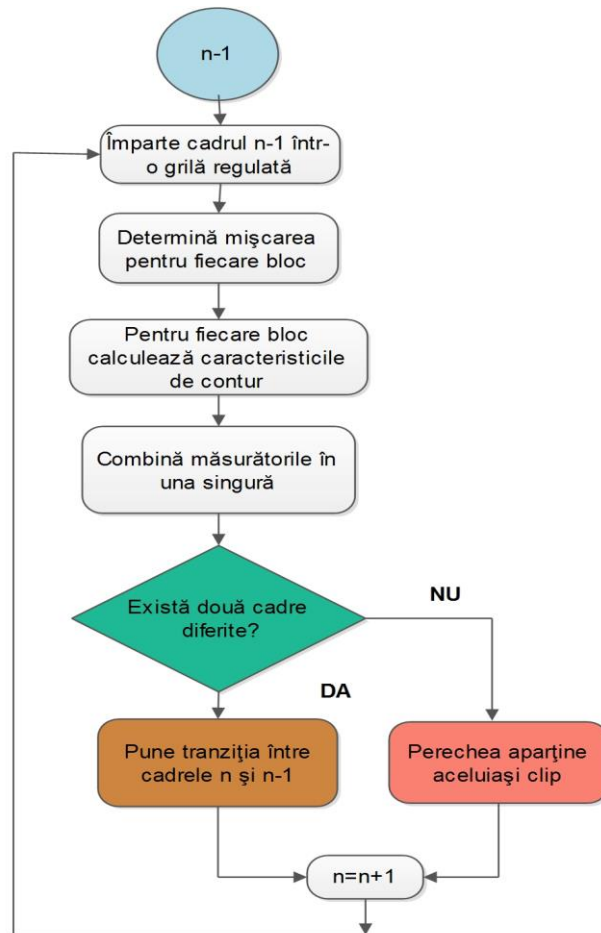 n-1
Împarte cadrul n-1 într-
o grilă regulată
Determină mişcarea
pentru fiecare bloc
Pentru fiecare bloc
calculează caracteristicile
de contur
Combină măsurătorile în
una singură
Există două cadre
diferite?
NU
DA
Pune tranziţia între
cadrele n şi n-1
Perechea aparţine
aceluiaşi clip
n=n+1